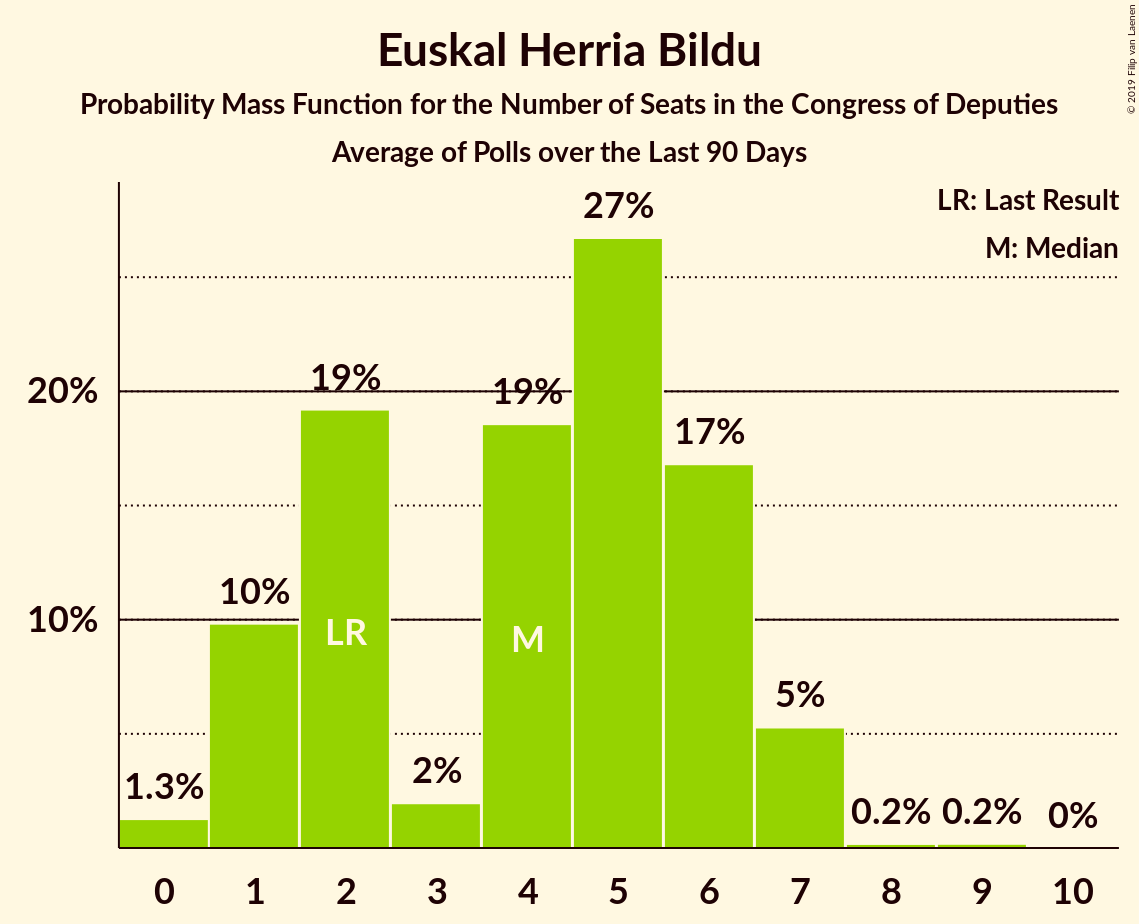 Euskal Herria Bildu
Probability Mass Function for the Number of Seats in the Congress of Deputies
Average of Polls over the Last 90 Days
© 2019 Filip van Laenen
LR: Last Result
M: Median
27%
20%
19%
19%
17%
10%
10%
LR
M
5%
2%
1.3%
0.2%
0.2%
0%
0 1 2 3 4 5 6 7 8 9 10